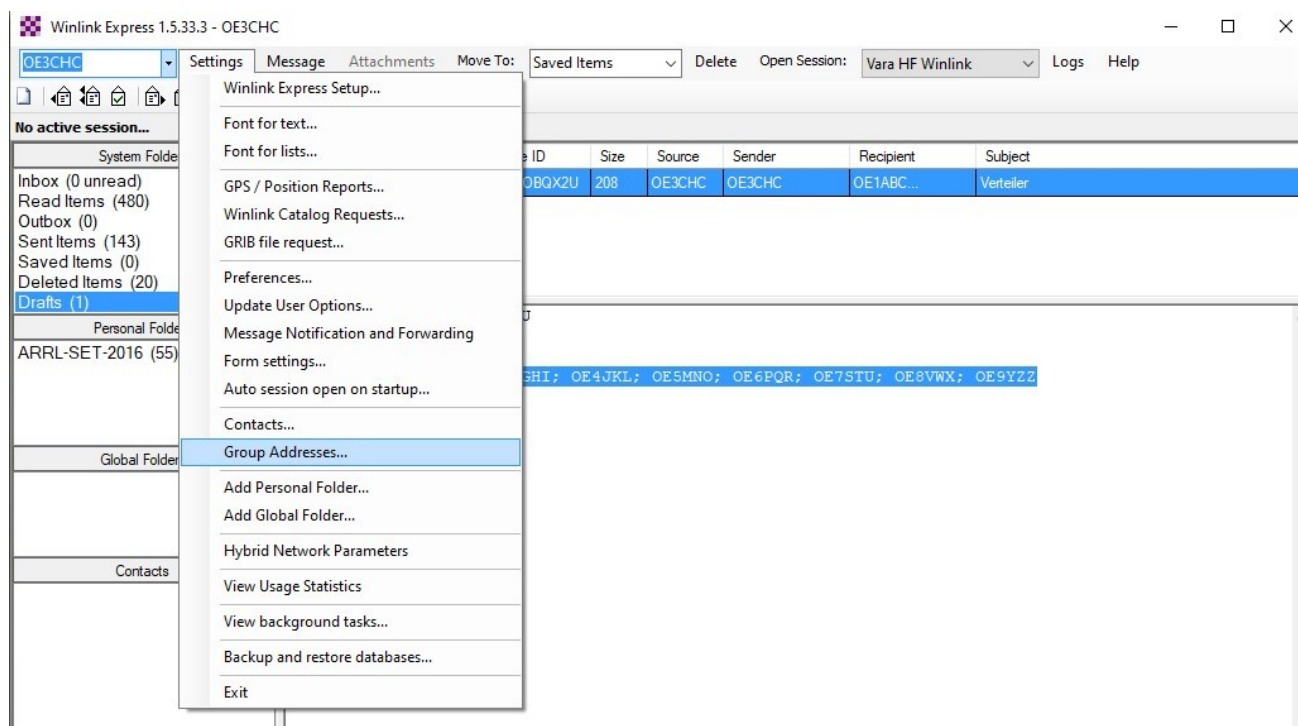 Winlink Express 1.5.33.3 - OE3CHC
OE3CHC Settings Message Attachments Move To: Saved Items Delete Open Session: Vara HF Winlink Logs Help
No active session...
System Folde
Inbox (0 unread)
Read Items (480)
Outbox (0)
Sent Items (143)
Saved Items (0)
Deleted Items (20)
Drafts (1)
Personal Folde
ARRL-SET-2016 (55)
Global Folder
Contacts
Winlink Express Setup...
Font for text...
Font for lists...
GPS / Position Reports...
Winlink Catalog Requests...
GRIB file request...
Preferences...
Update User Options...
Message Notification and Forwarding
Form settings...
Auto session open on startup...
Contacts...
Group Addresses...
Add Personal Folder...
Add Global Folder...
Hybrid Network Parameters
View Usage Statistics
View background tasks...
Backup and restore databases...
Exit
ID Size Source Sender Recipient Subject
OBQX2U 208 OE3CHC OE3CHC OE1ABC... Verteiler
U
GHI; OE4JKL; OE5MNO; OE6PQR; OE7STU; OE8VWX; OE9YZZ